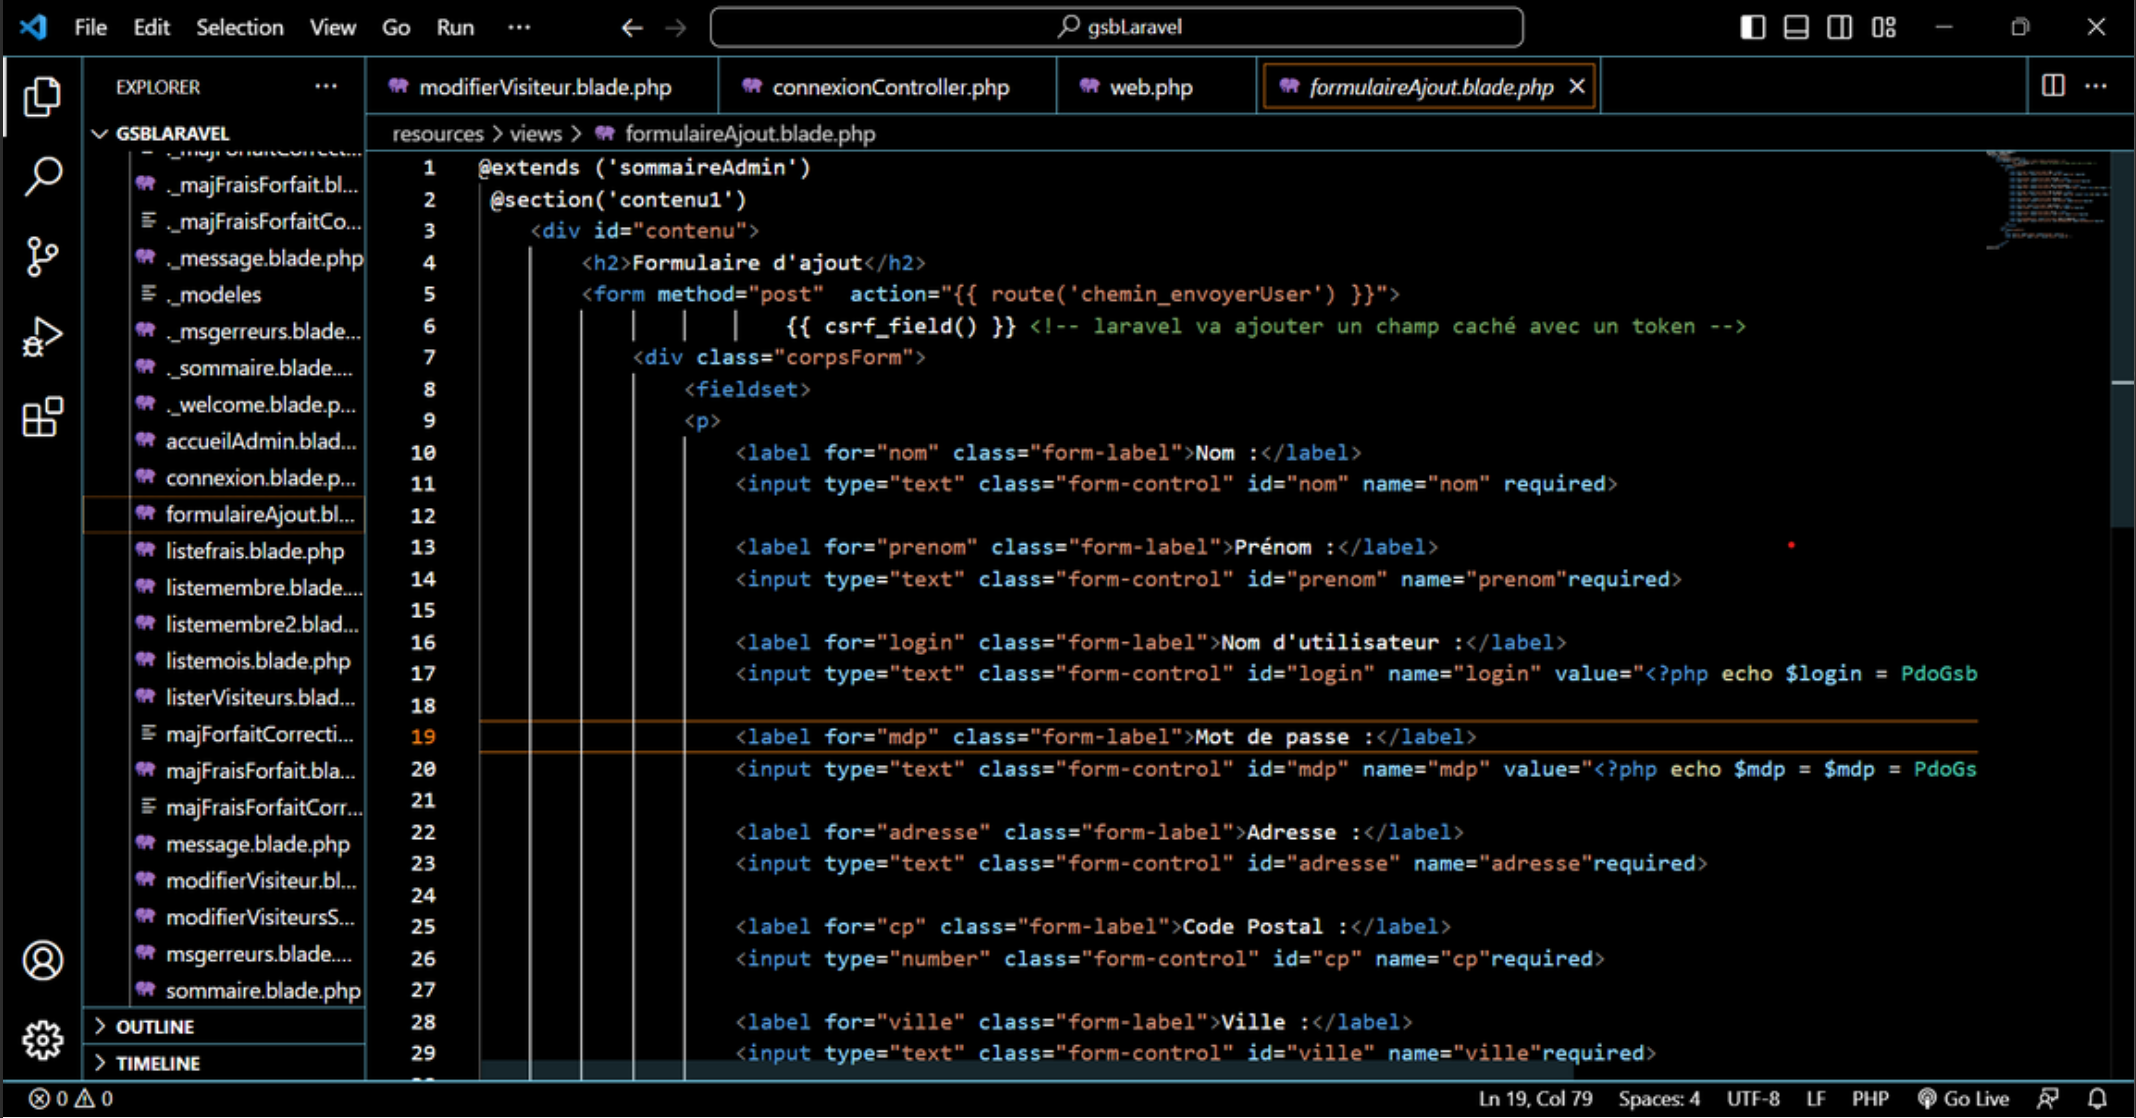 File Edit Selection View Go Run ··· gsbLaravel
EXPLORER ···
GSBLARAVEL
._majFraisForfait.bl...
._majFraisForfaitCo...
._message.blade.php
._modeles
._msgerreurs.blade...
._sommaire.blade....
._welcome.blade.p...
accueilAdmin.blad...
connexion.blade.p...
formulaireAjout.bl...
listefrais.blade.php
listemembre.blade....
listemembre2.blad...
listemois.blade.php
listerVisiteurs.blad...
majForfaitCorrecti...
majFraisForfait.bla...
majFraisForfaitCorr...
message.blade.php
modifierVisiteur.bl...
modifierVisiteursS...
msgerreurs.blade....
sommaire.blade.php
OUTLINE
TIMELINE
modifierVisiteur.blade.php connexionController.php web.php formulaireAjout.blade.php
resources > views > formulaireAjout.blade.php
1 @extends ('sommaireAdmin')
2 @section('contenu1')
3 <div id="contenu">
4 <h2>Formulaire d'ajout</h2>
5 <form method="post"  action="{{ route('chemin_envoyerUser') }}">
6 {{ csrf_field() }} <!-- laravel va ajouter un champ caché avec un token -->
7 <div class="corpsForm">
8 <fieldset>
9 <p>
10 <label for="nom" class="form-label">Nom :</label>
11 <input type="text" class="form-control" id="nom" name="nom" required>
12
13 <label for="prenom" class="form-label">Prénom :</label>
14 <input type="text" class="form-control" id="prenom" name="prenom"required>
15
16 <label for="login" class="form-label">Nom d'utilisateur :</label>
17 <input type="text" class="form-control" id="login" name="login" value="<?php echo $login = PdoGsb
18
19 <label for="mdp" class="form-label">Mot de passe :</label>
20 <input type="text" class="form-control" id="mdp" name="mdp" value="<?php echo $mdp = $mdp = PdoGs
21
22 <label for="adresse" class="form-label">Adresse :</label>
23 <input type="text" class="form-control" id="adresse" name="adresse"required>
24
25 <label for="cp" class="form-label">Code Postal :</label>
26 <input type="number" class="form-control" id="cp" name="cp"required>
27
28 <label for="ville" class="form-label">Ville :</label>
29 <input type="text" class="form-control" id="ville" name="ville"required>
0 0 Ln 19, Col 79 Spaces: 4 UTF-8 LF PHP Go Live